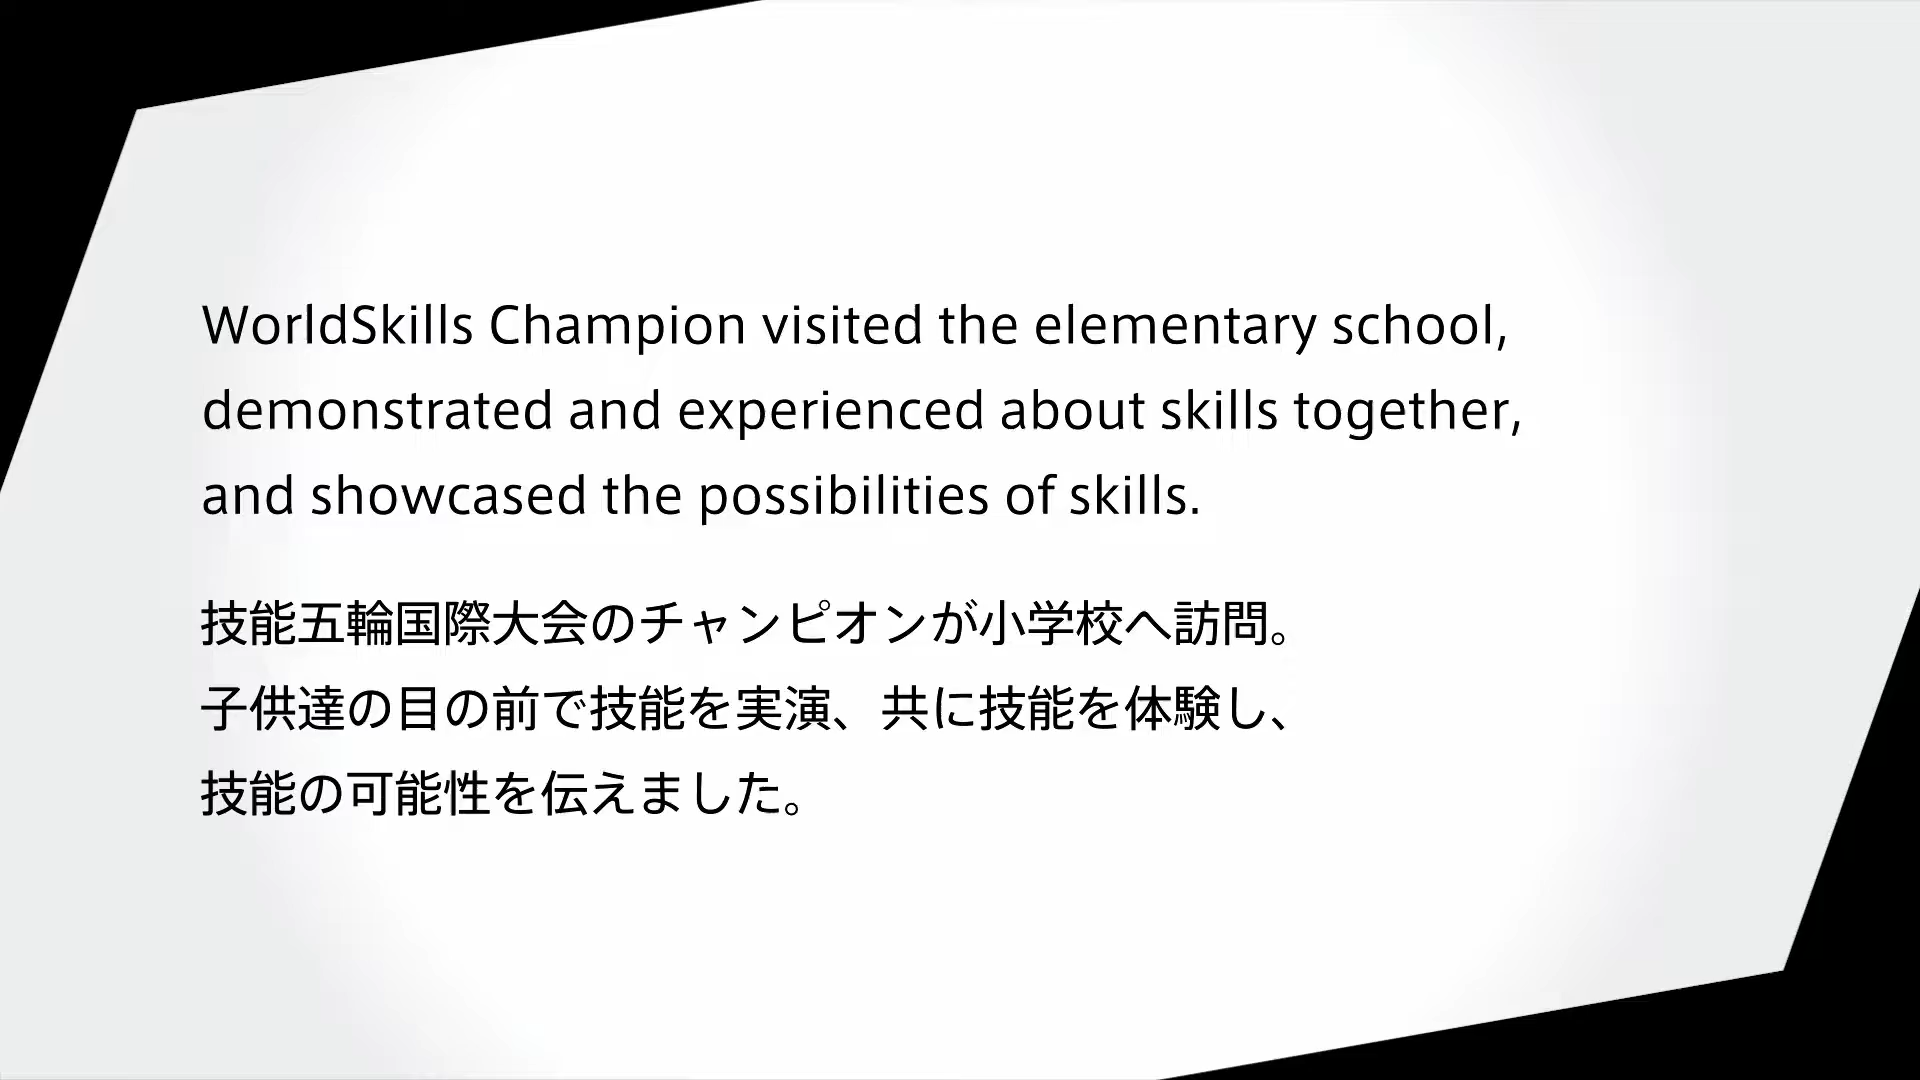 WorldSkills Champion visited the elementary school,
demonstrated and experienced about skills together,
and showcased the possibilities of skills.
技能五輪国際大会のチャンピオンが小学校へ訪問。
子供達の目の前で技能を実演、共に技能を体験し、
技能の可能性を伝えました。